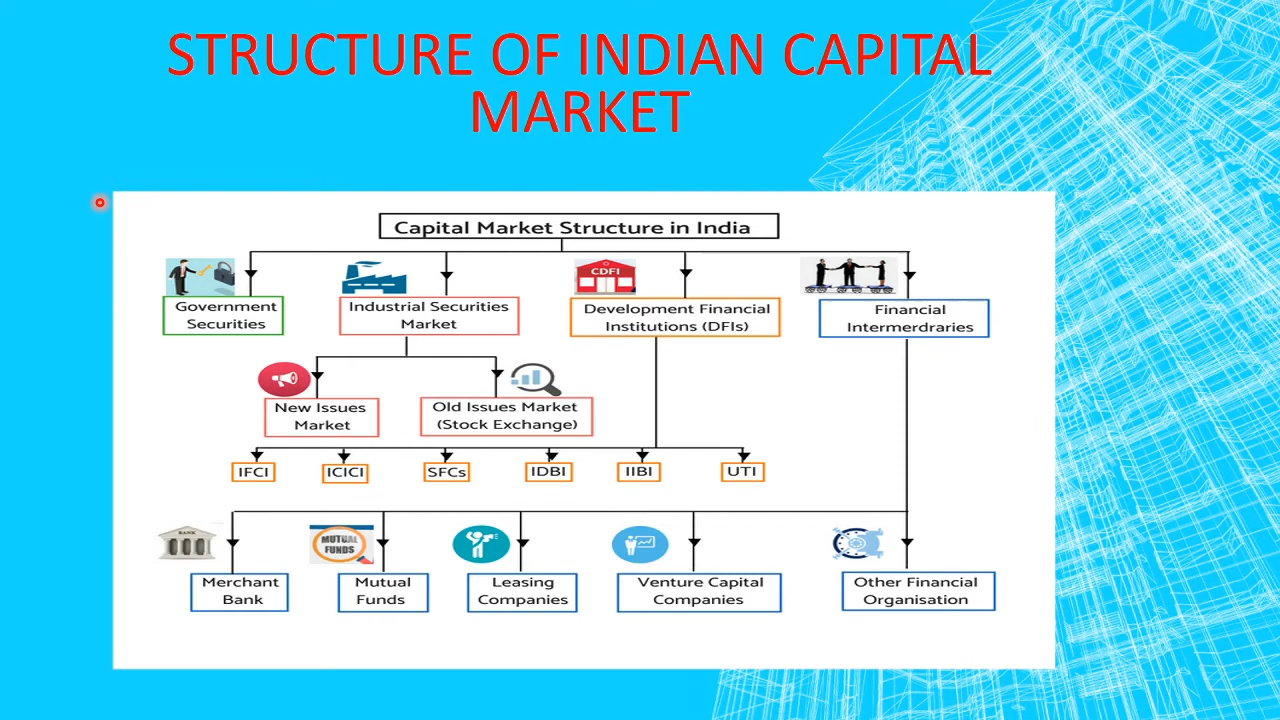 STRUCTURE OF INDIAN CAPITAL
MARKET
Capital Market Structure in India
Government
Securities
Industrial Securities
Market
CDFI
Development Financial
Institutions (DFIs)
Financial
Intermerdraries
New Issues
Market
Old Issues Market
(Stock Exchange)
IFCI
ICICI
SFCs
IDBI
IIBI
UTI
BANK
Merchant
Bank
MUTUAL
FUNDS
Mutual
Funds
Leasing
Companies
Venture Capital
Companies
Other Financial
Organisation